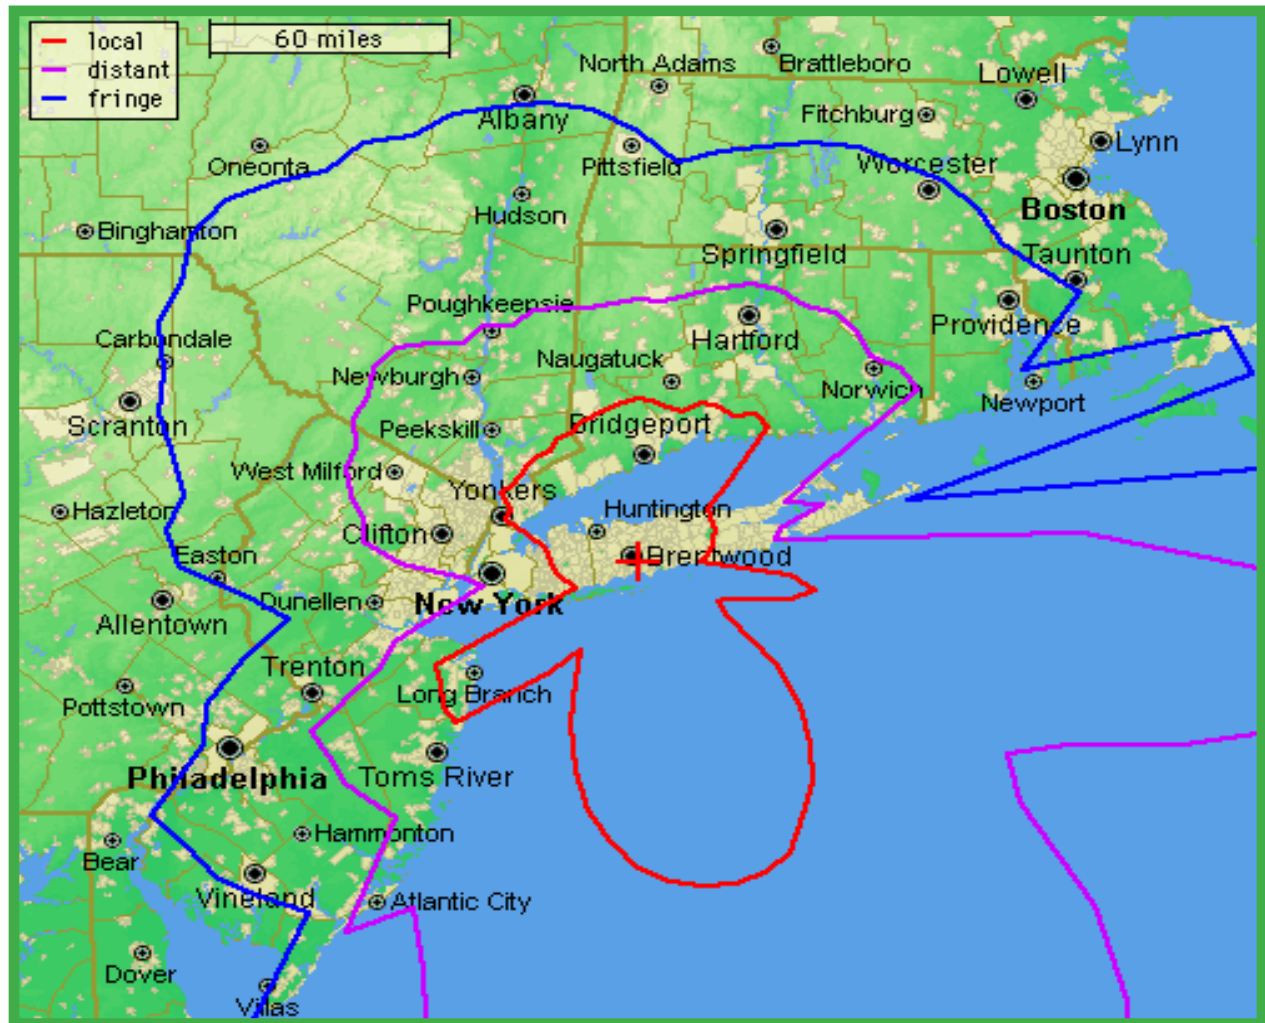 local
distant
fringe
60 miles
North Adams
Brattleboro
Lowell
Albany
Fitchburg
Lynn
Oneonta
Pittsfield
Worcester
Hudson
Boston
Binghamton
Springfield
Taunton
Poughkeepsie
Carbondale
Hartford
Providence
Naugatuck
Newburgh
Norwich
Newport
Scranton
Peekskill
Bridgeport
West Milford
Yonkers
Hazleton
Huntington
Clifton
Easton
Brentwood
Dunellen
New York
Allentown
Trenton
Long Branch
Pottstown
Philadelphia
Toms River
Hammonton
Bear
Vineland
Atlantic City
Dover
Villas